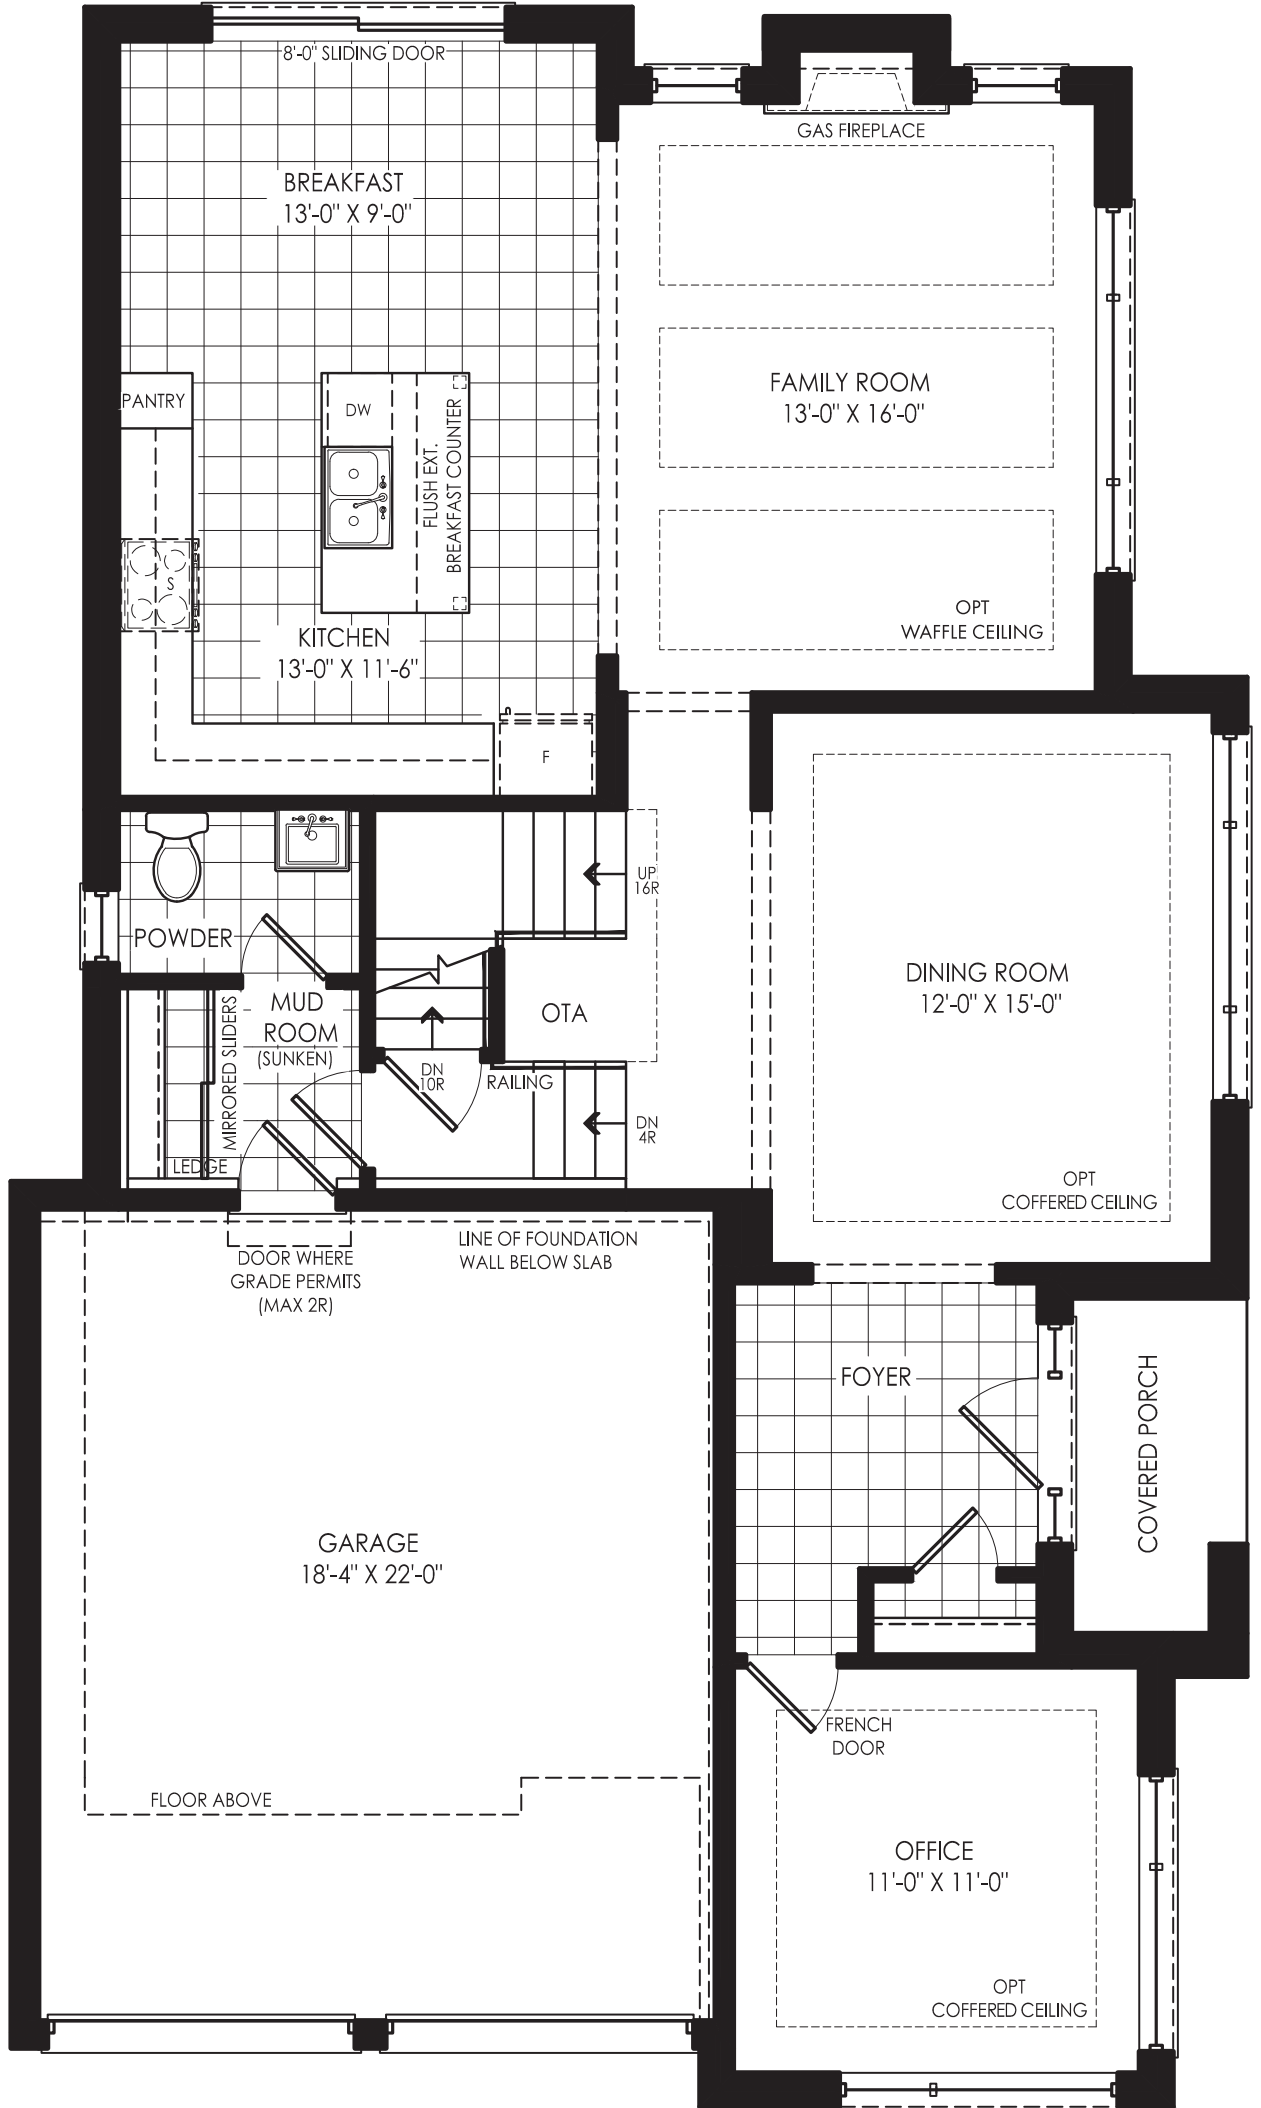 8'-0" SLIDING DOOR
GAS FIREPLACE
BREAKFAST
13'-0" X 9'-0"
FAMILY ROOM
13'-0" X 16'-0"
PANTRY
DW
FLUSH EXT.
BREAKFAST COUNTER
S
OPT
WAFFLE CEILING
KITCHEN
13'-0" X 11'-6"
F
UP
16R
POWDER
DINING ROOM
12'-0" X 15'-0"
MUD
ROOM
(SUNKEN)
MIRRORED SLIDERS
OTA
DN
10R
RAILING
DN
4R
LEDGE
OPT
COFFERED CEILING
LINE OF FOUNDATION
WALL BELOW SLAB
DOOR WHERE
GRADE PERMITS
(MAX 2R)
FOYER
COVERED PORCH
GARAGE
18'-4" X 22'-0"
FRENCH
DOOR
FLOOR ABOVE
OFFICE
11'-0" X 11'-0"
OPT
COFFERED CEILING